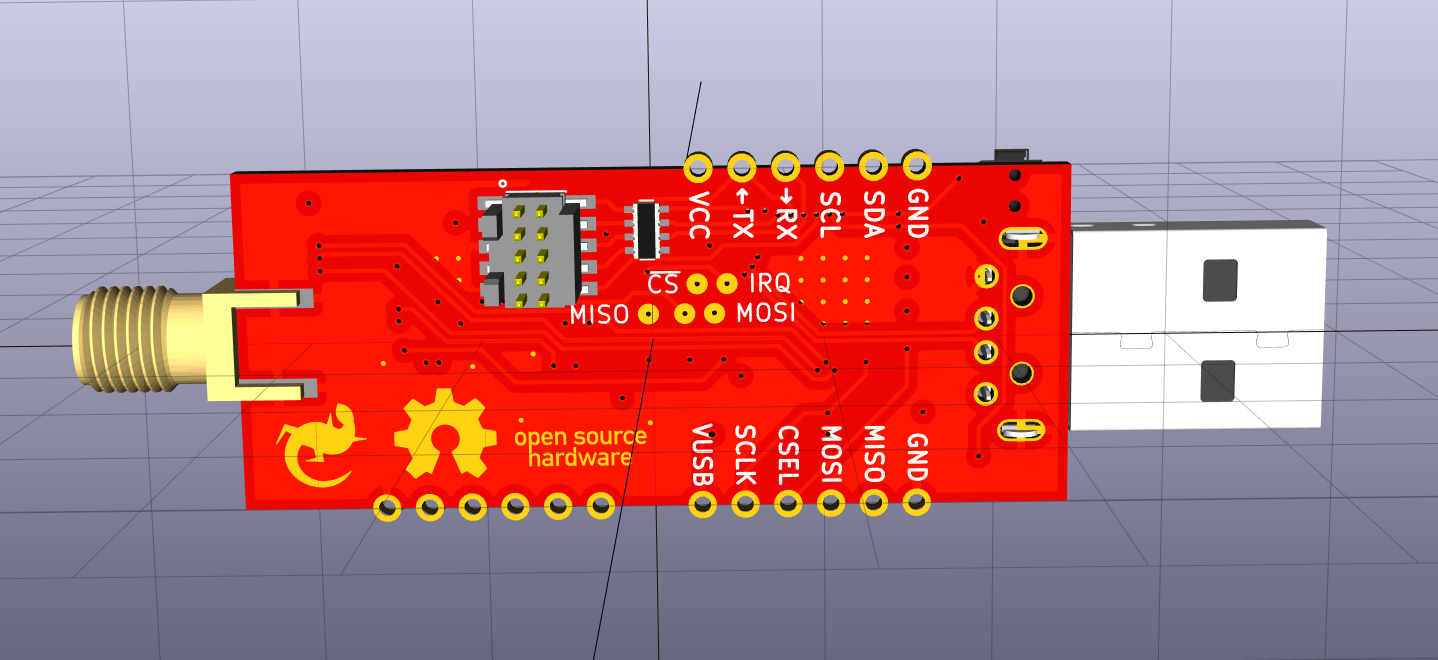 VCC
←TX
→RX
SCL
SDA
GND
CS IRQ
MISO MOSI
open source
hardware
VUSB
SCLK
CSEL
MOSI
MISO
GND